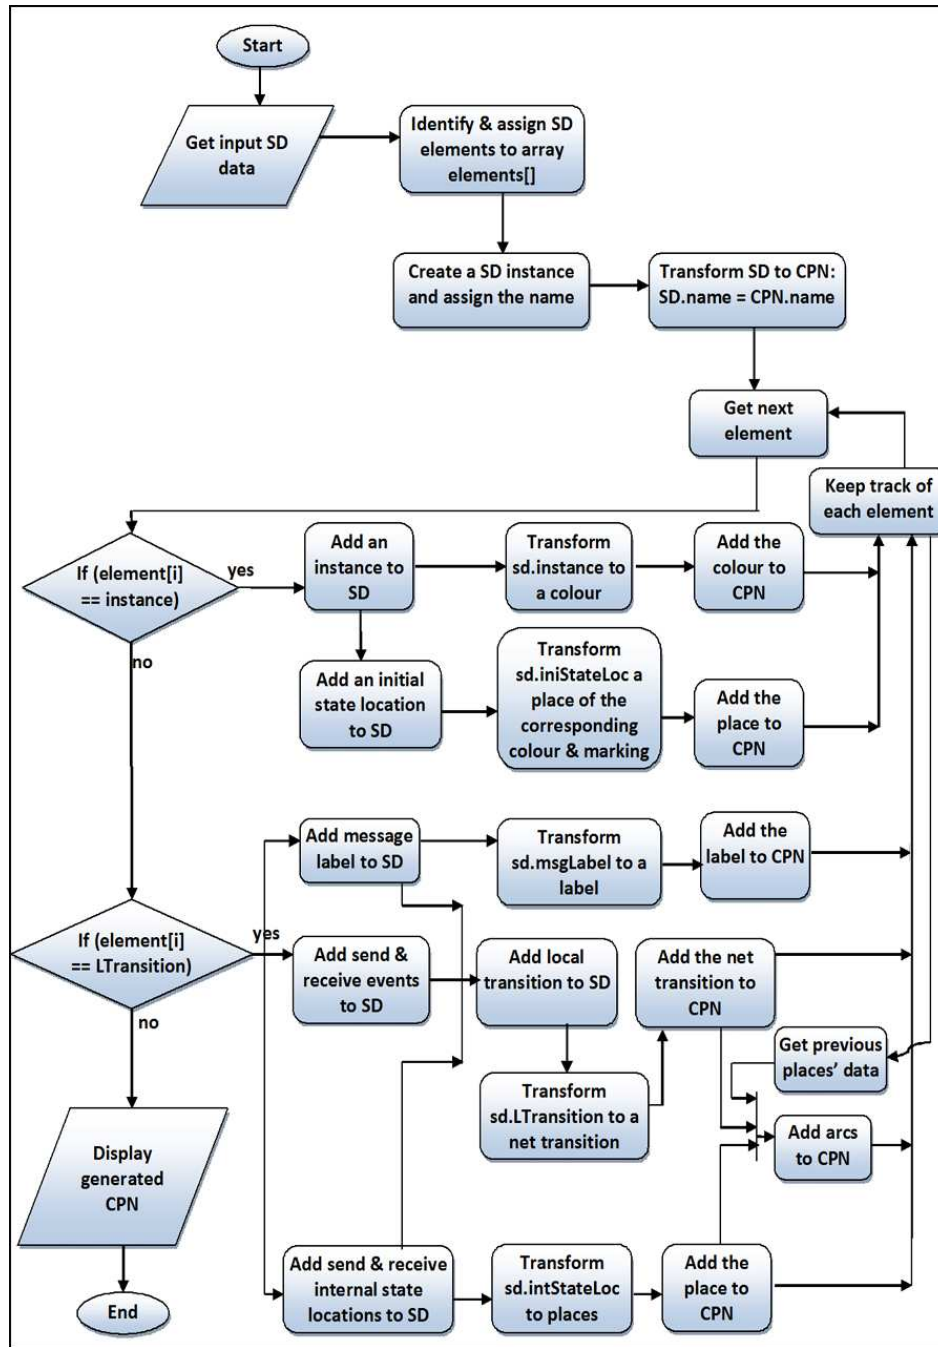 Start
Get input SD
data
Identify & assign SD
elements to array
elements[]
Create a SD instance
and assign the name
Transform SD to CPN:
SD.name = CPN.name
Get next
element
Keep track of
each element
If (element[i]
== instance)
yes
no
Add an
instance to
SD
Transform
sd.instance to
a colour
Add the
colour to
CPN
Add an initial
state location
to SD
Transform
sd.iniStateLoc a
place of the
corresponding
colour & marking
Add the
place to
CPN
If (element[i]
== LTransition)
yes
no
Add message
label to SD
Transform
sd.msgLabel to a
label
Add the
label to CPN
Add send &
receive events
to SD
Add local
transition to SD
Add the net
transition to
CPN
Transform
sd.LTransition to a
net transition
Get previous
places' data
Add arcs
to CPN
Display
generated
CPN
Add send & receive
internal state
locations to SD
Transform
sd.intStateLoc
to places
Add the
place to
CPN
End